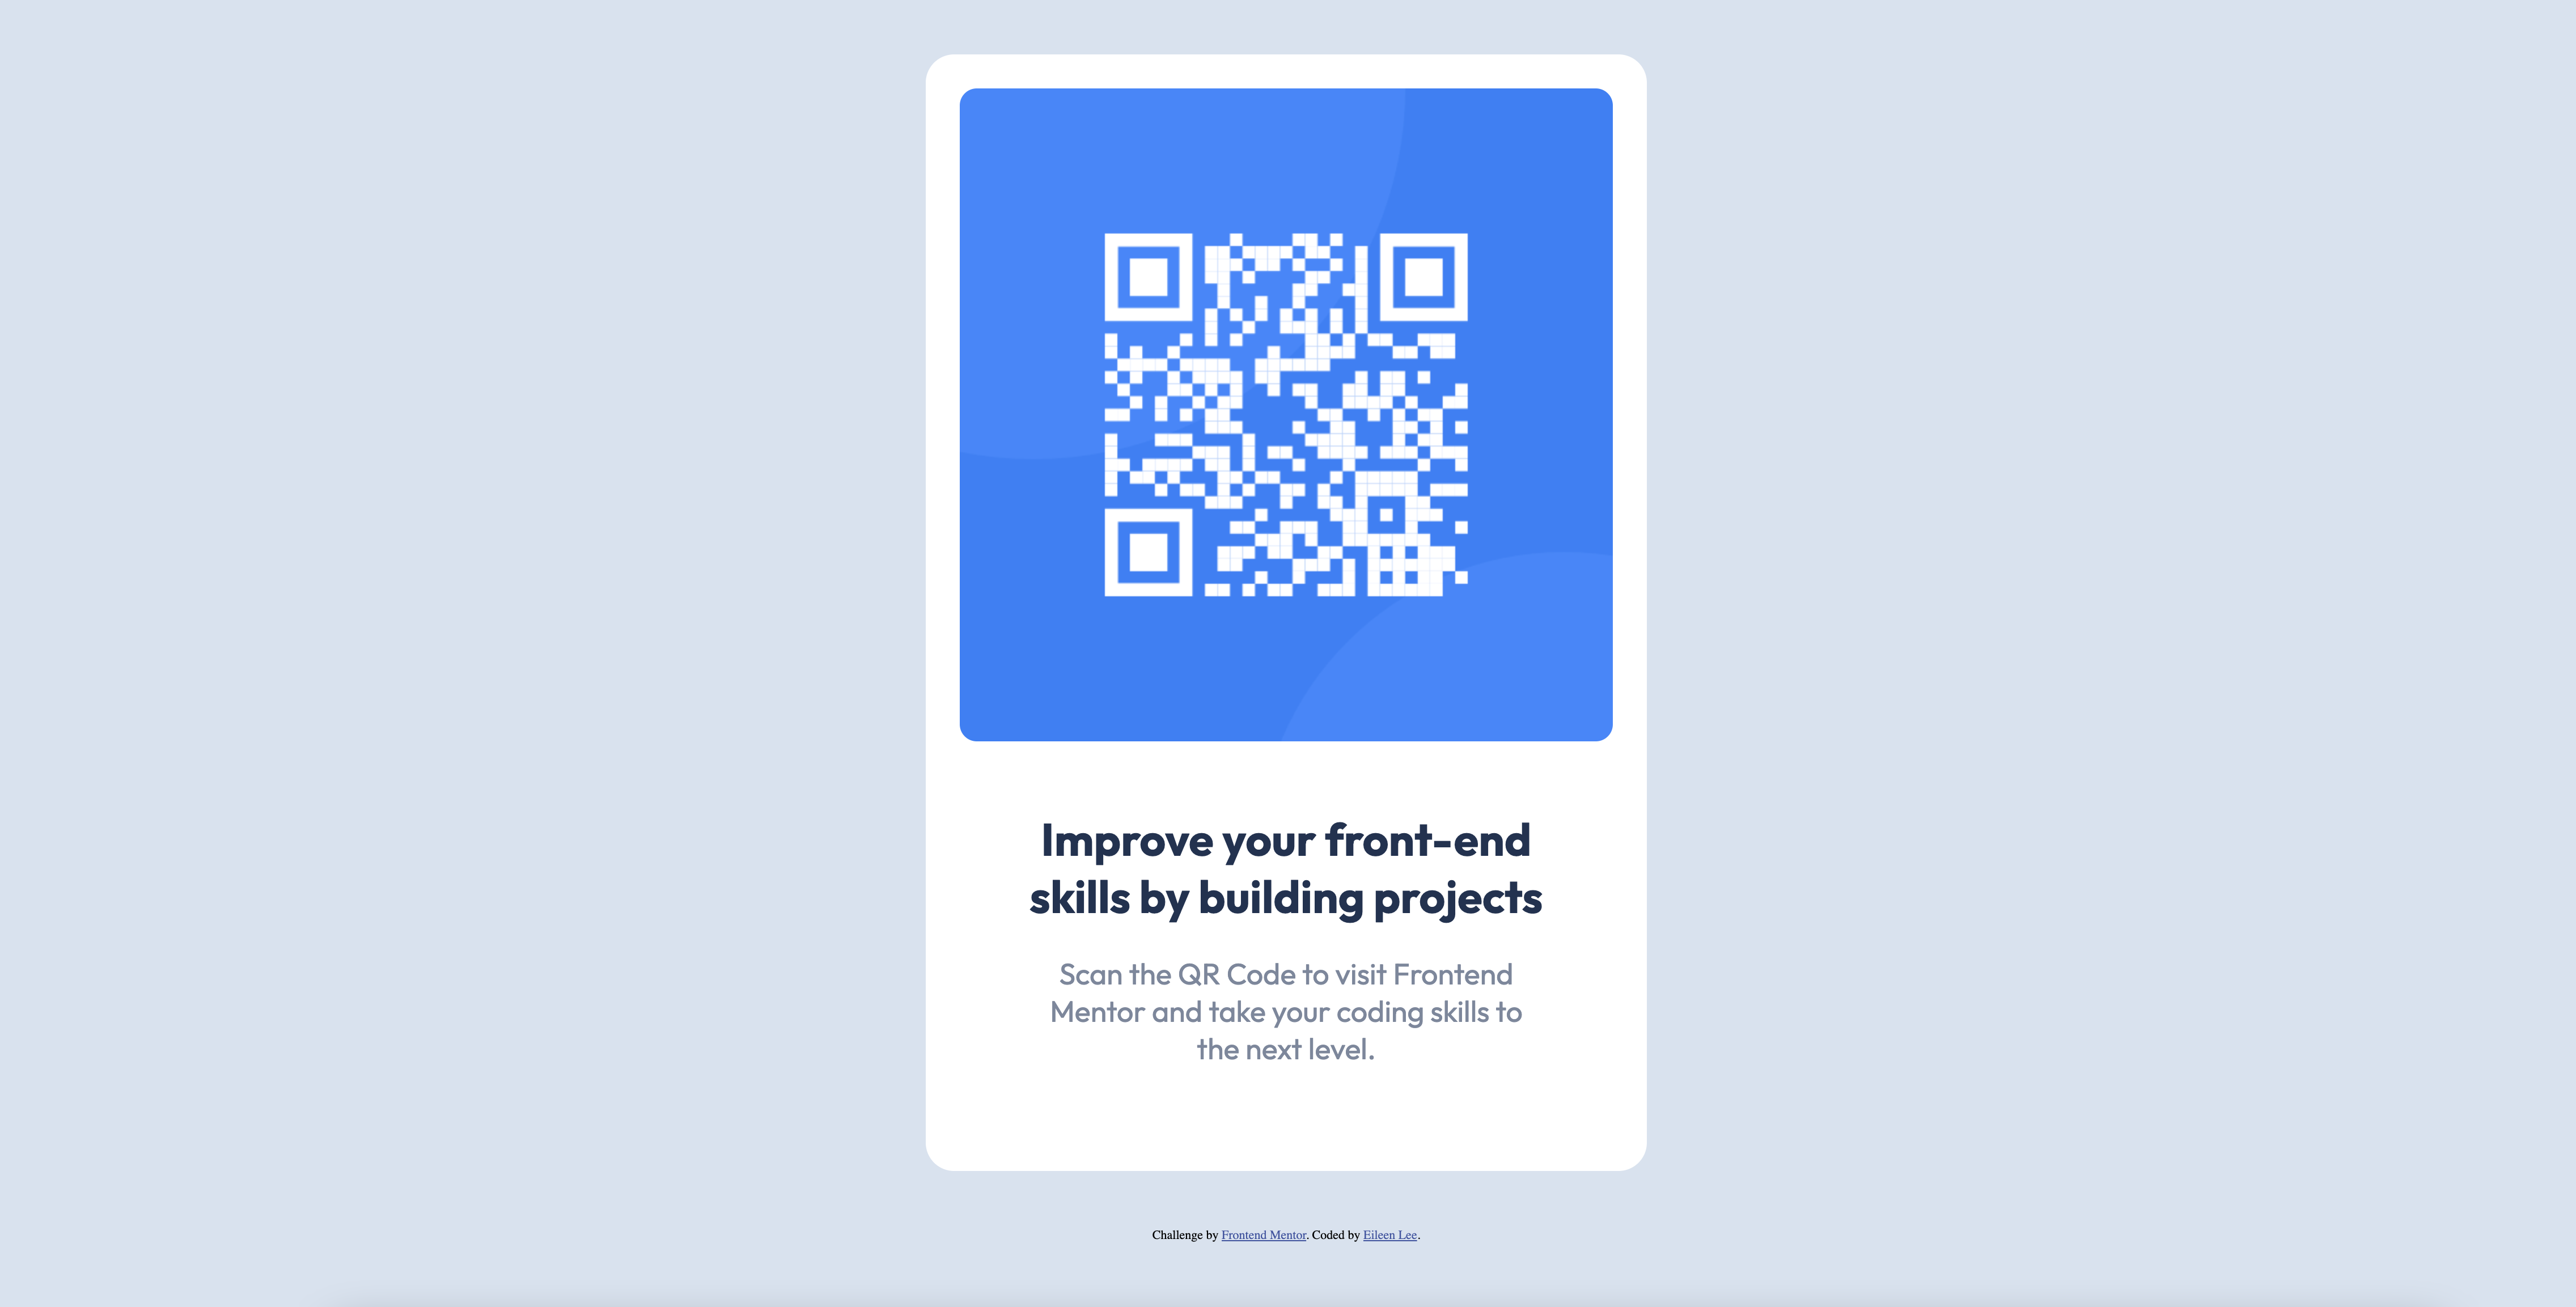 Improve your front-end
skills by building projects
Scan the QR Code to visit Frontend
Mentor and take your coding skills to
the next level.
Challenge by Frontend Mentor. Coded by Eileen Lee.